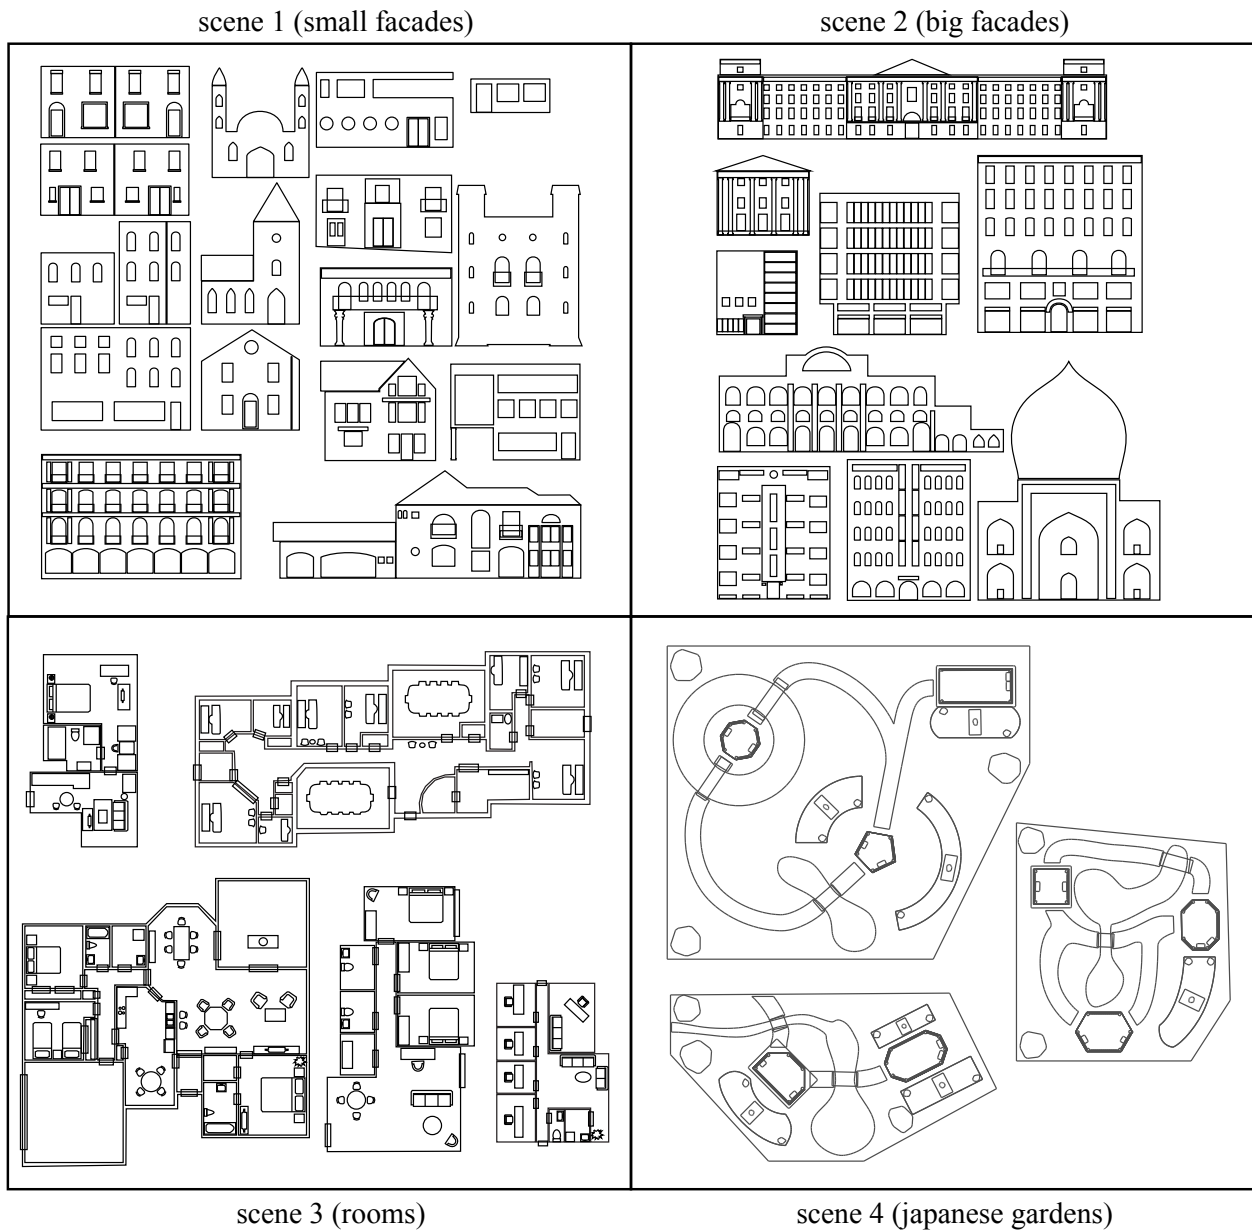 scene 1 (small facades)
scene 2 (big facades)
scene 3 (rooms)
scene 4 (japanese gardens)